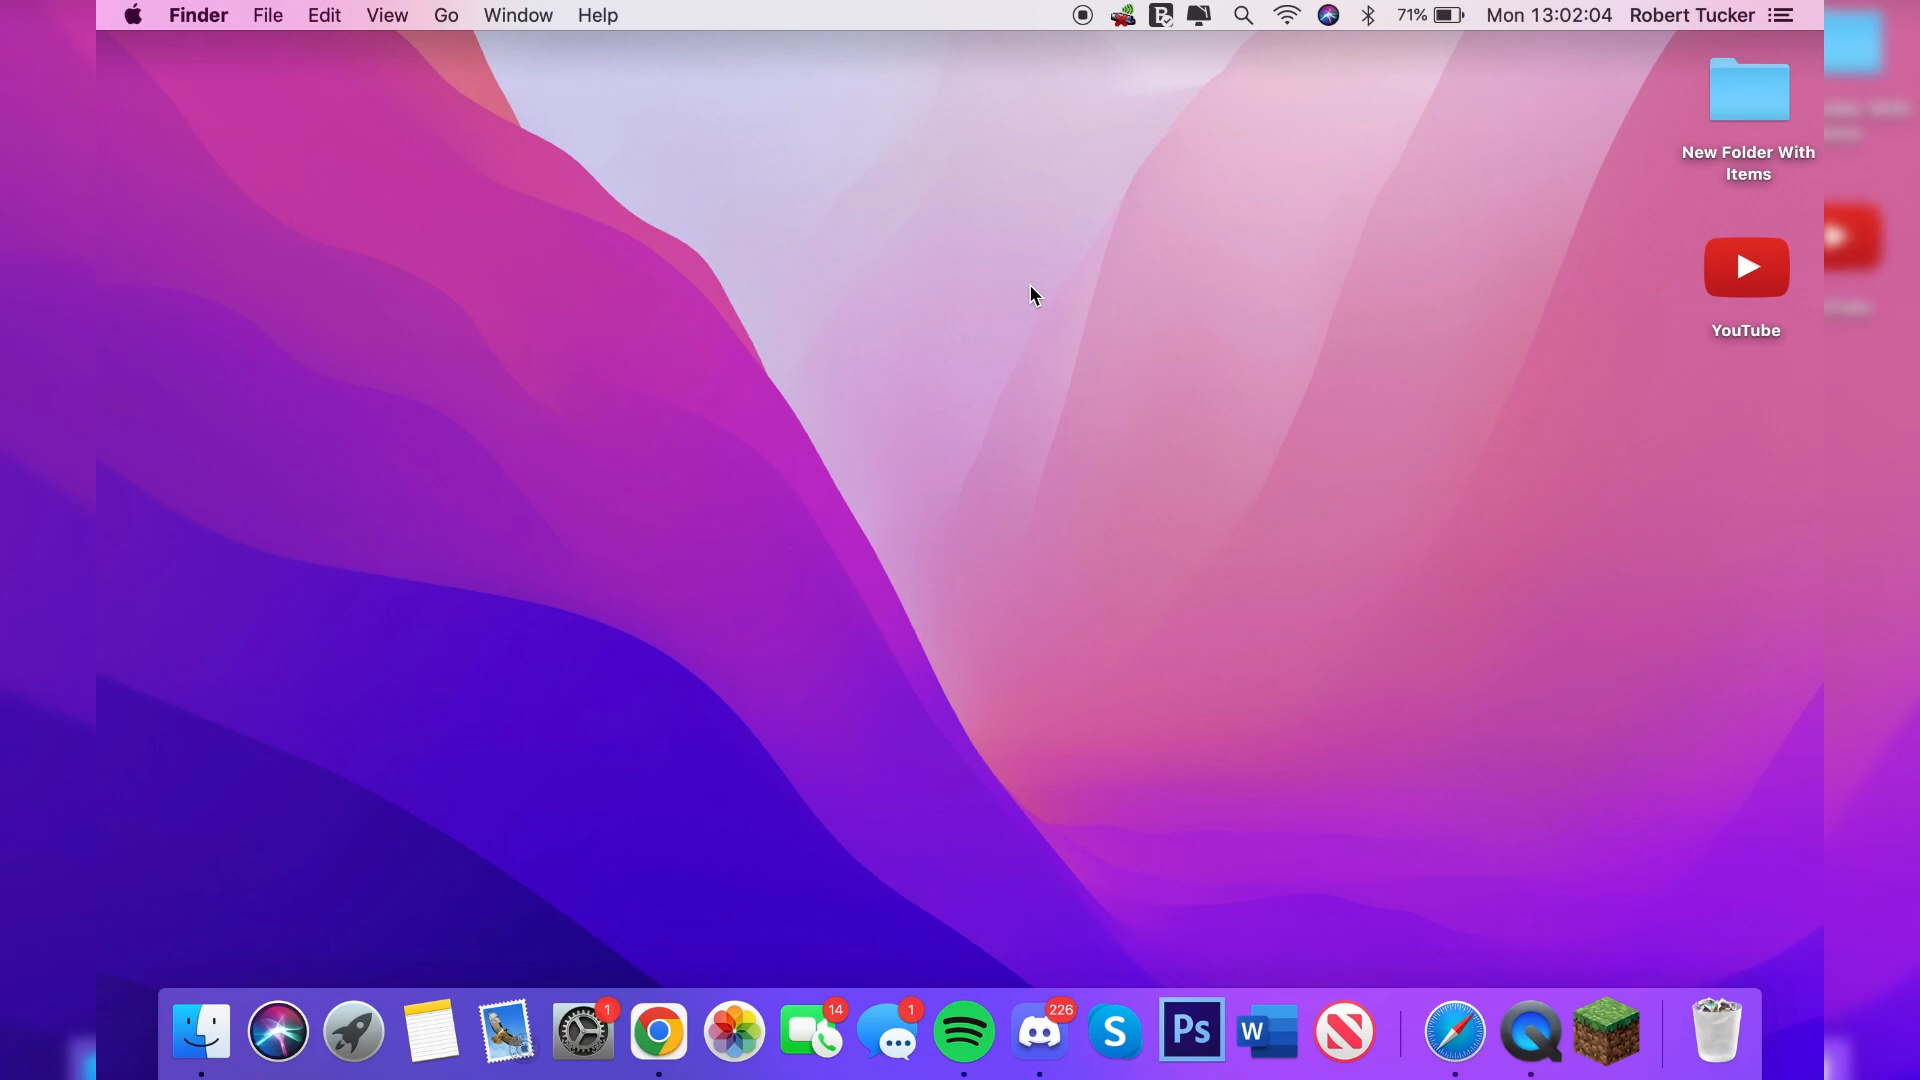 Finder File Edit View Go Window Help 71% Mon 13:02:04 Robert Tucker
New Folder With
Items
YouTube
1
14
1
226
S
Ps
W
N